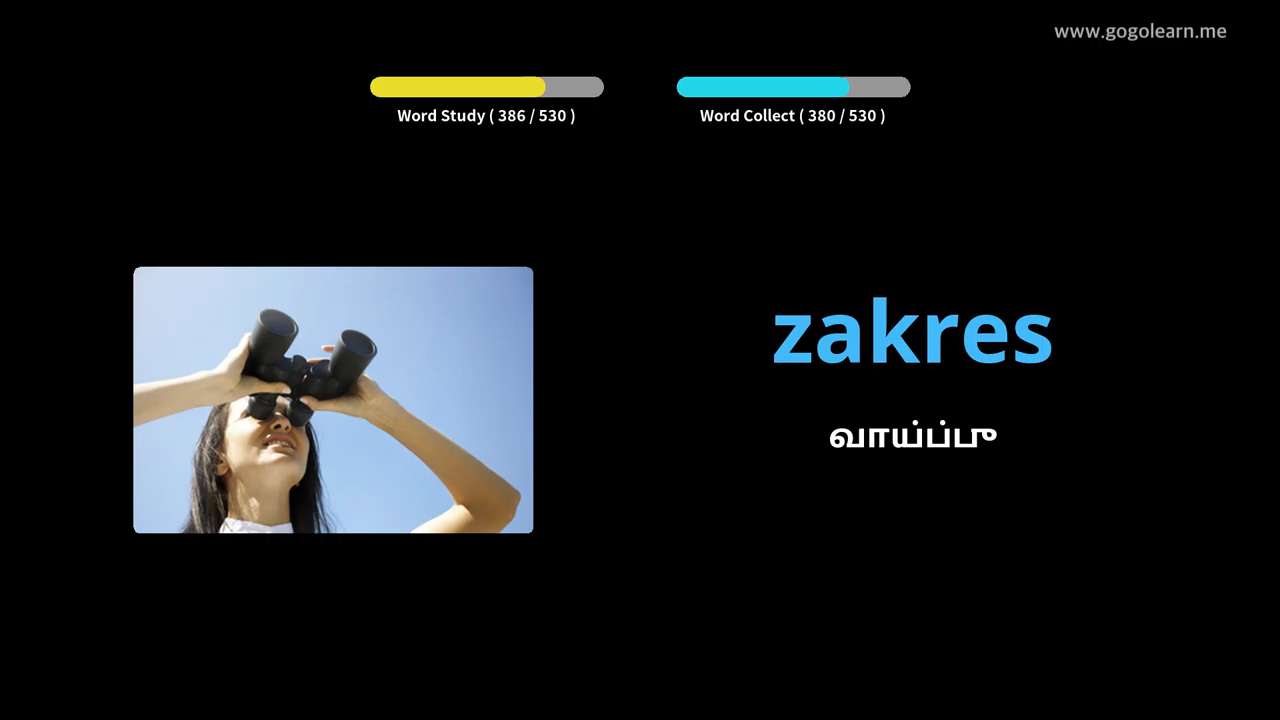 www.gogolearn.me
Word Study ( 386 / 530 )
Word Collect ( 380 / 530 )
zakres
வாய்ப்பு